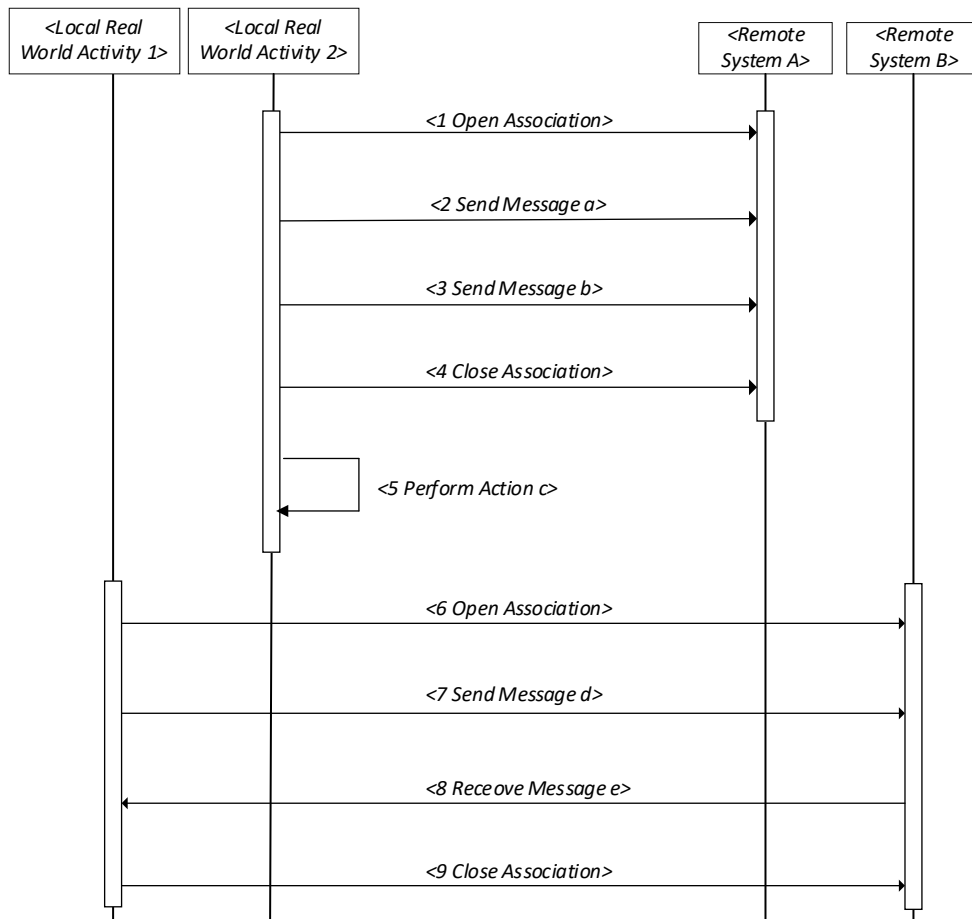 <Local Real
World Activity 1>
<Local Real
World Activity 2>
<Remote
System A>
<Remote
System B>
<1 Open Association>
<2 Send Message a>
<3 Send Message b>
<4 Close Association>
<5 Perform Action c>
<6 Open Association>
<7 Send Message d>
<8 Receove Message e>
<9 Close Association>